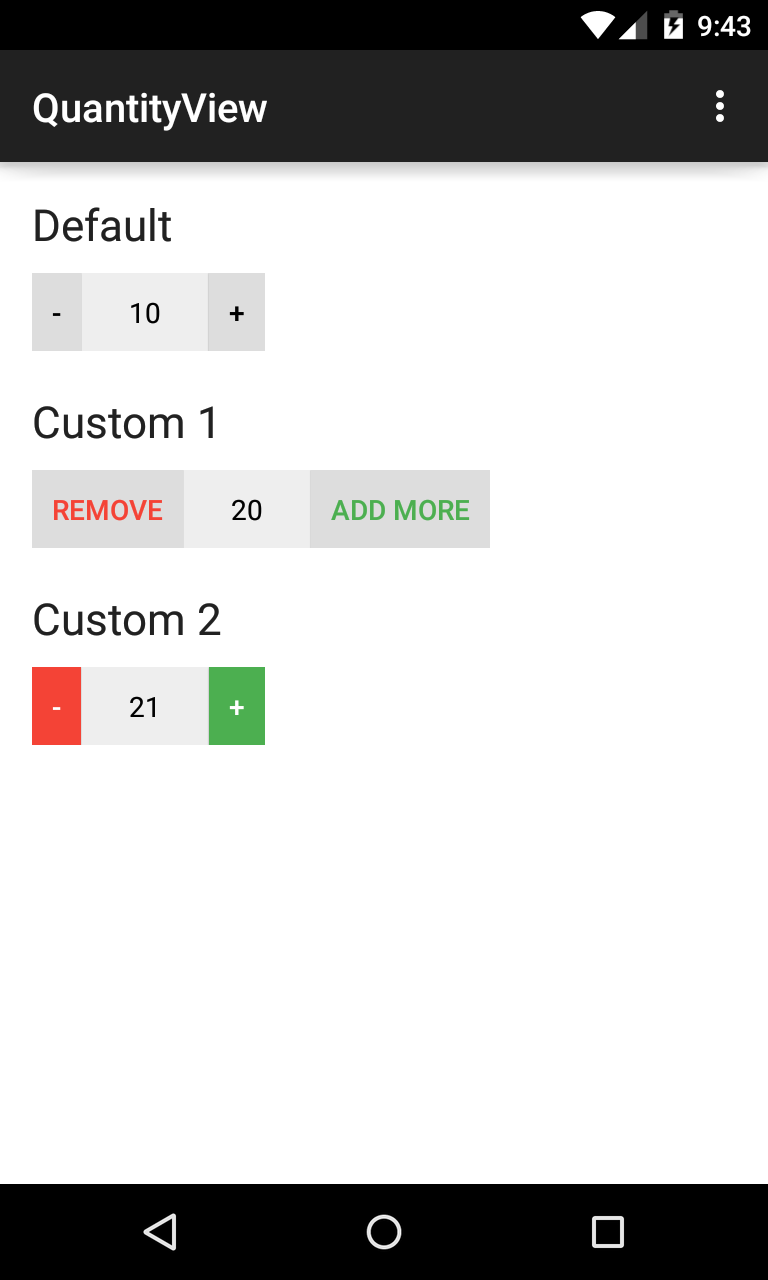 9:43
QuantityView
Default
- 10 +
Custom 1
REMOVE 20 ADD MORE
Custom 2
- 21 +